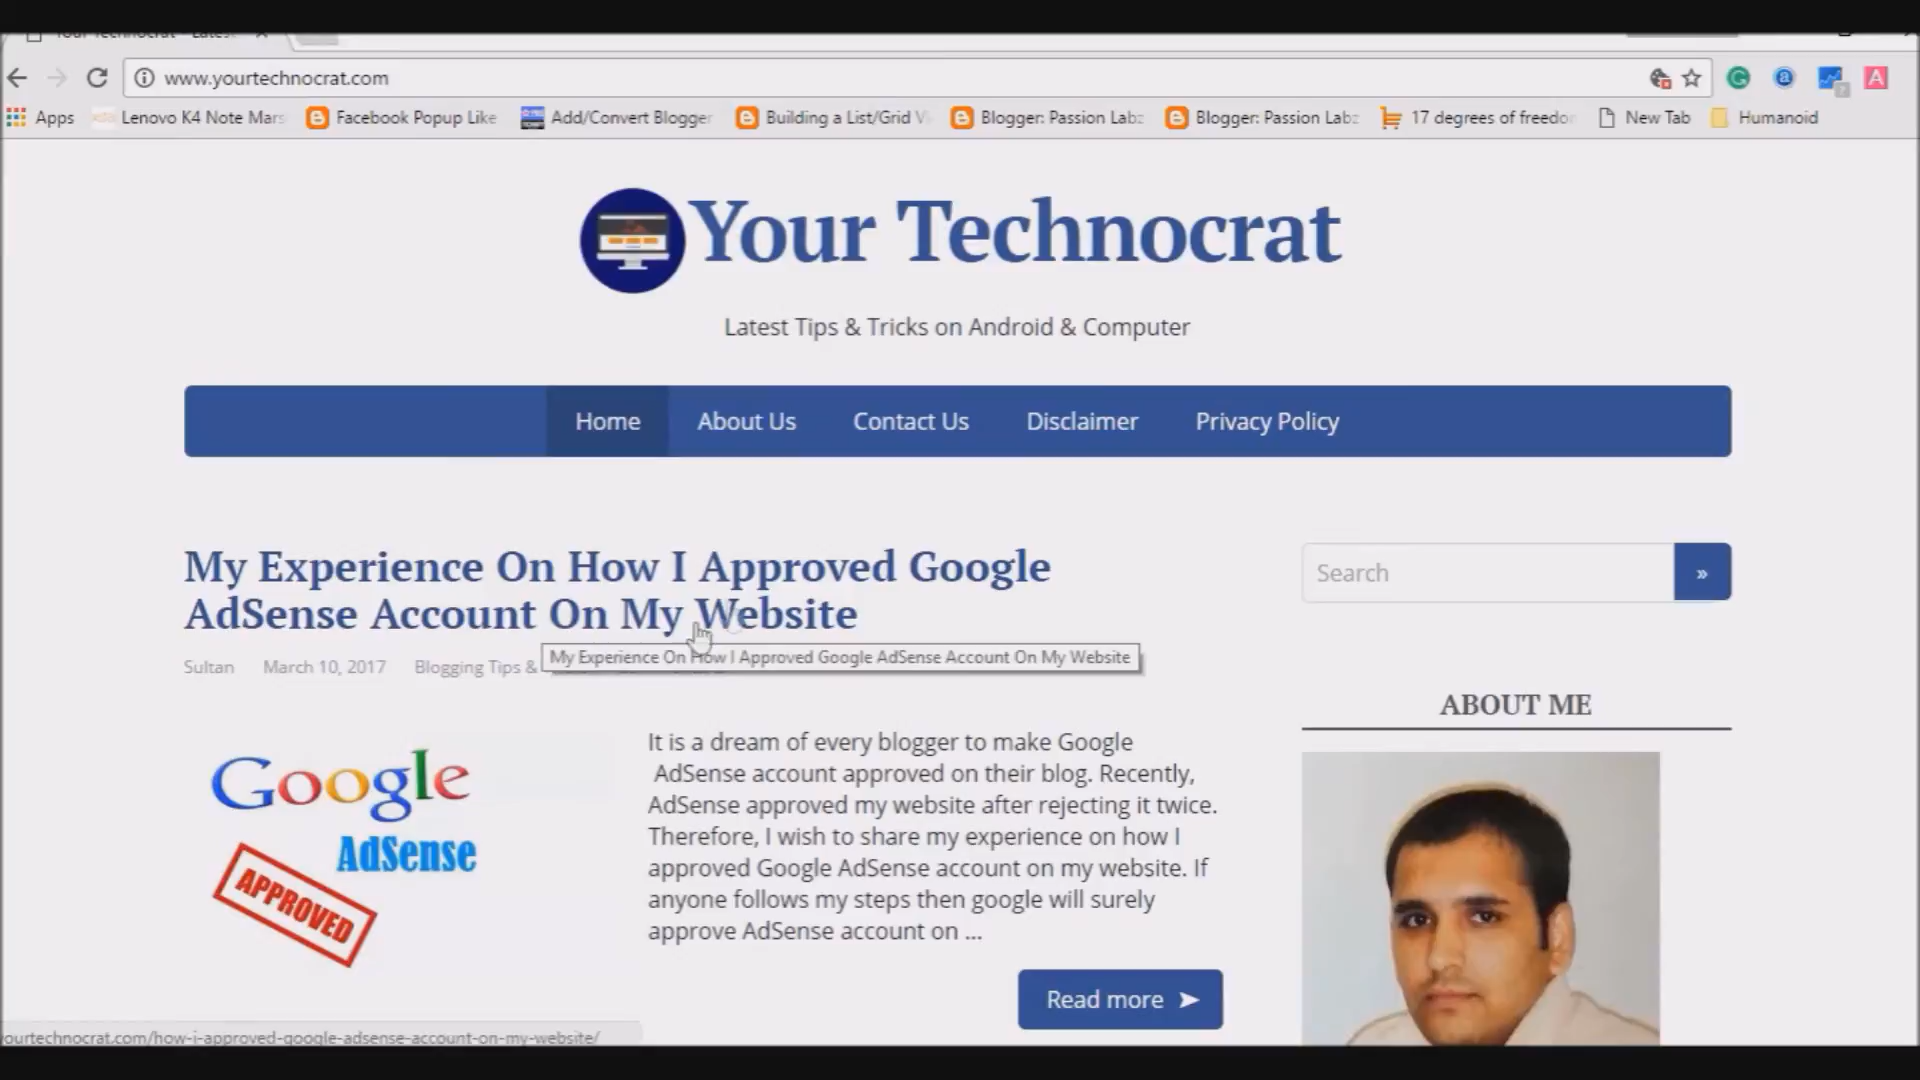 Your Technocrat - Latest
www.yourtechnocrat.com
Apps Lenovo K4 Note Mars Facebook Popup Like Add/Convert Blogger Building a List/Grid Vi Blogger: Passion Labz Blogger: Passion Labz 17 degrees of freedo New Tab Humanoid
Your Technocrat
Latest Tips & Tricks on Android & Computer
Home About Us Contact Us Disclaimer Privacy Policy
My Experience On How I Approved Google
AdSense Account On My Website
My Experience On How I Approved Google AdSense Account On My Website
Sultan March 10, 2017 Blogging Tips &
Search »
ABOUT ME
Google
AdSense
APPROVED
It is a dream of every blogger to make Google
AdSense account approved on their blog. Recently,
AdSense approved my website after rejecting it twice.
Therefore, I wish to share my experience on how I
approved Google AdSense account on my website. If
anyone follows my steps then google will surely
approve AdSense account on ...
Read more
ourtechnocrat.com/how-i-approved-google-adsense-account-on-my-website/